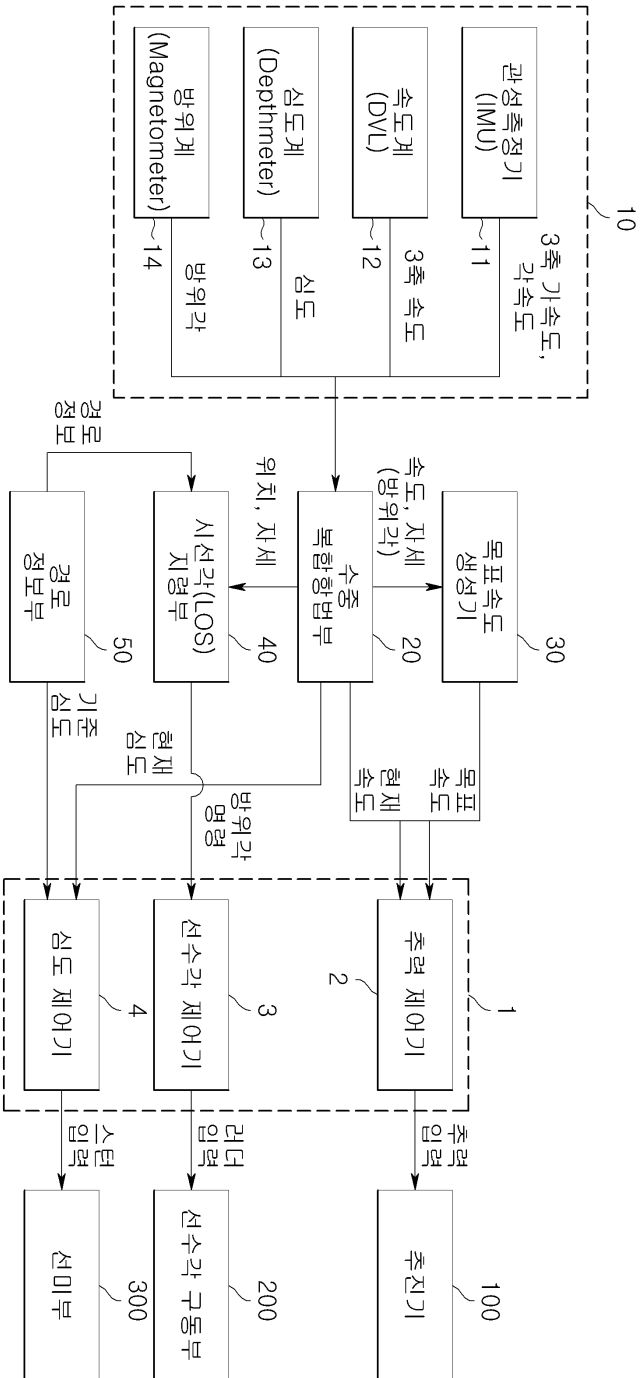 10
관성측정기
(IMU)
11
3축 가속도,
각속도
속도계
(DVL)
12
3축 속도
심도계
(Depthmeter)
13
심도
방위계
(Magnetometer)
14
방위각
목표속도
생성기
30
속도, 자세
(방위각)
수중
복합항법부
20
위치, 자세
시선각(LOS)
지령부
40
경로
정보
경로
정보부
50
목표
속도
현재
속도
현재
심도
방위각
명령
기준
심도
1
추력 제어기
2
선수각 제어기
3
심도 제어기
4
추력
입력
러더
입력
스턴
입력
추진기
100
선수각 구동부
200
선미부
300